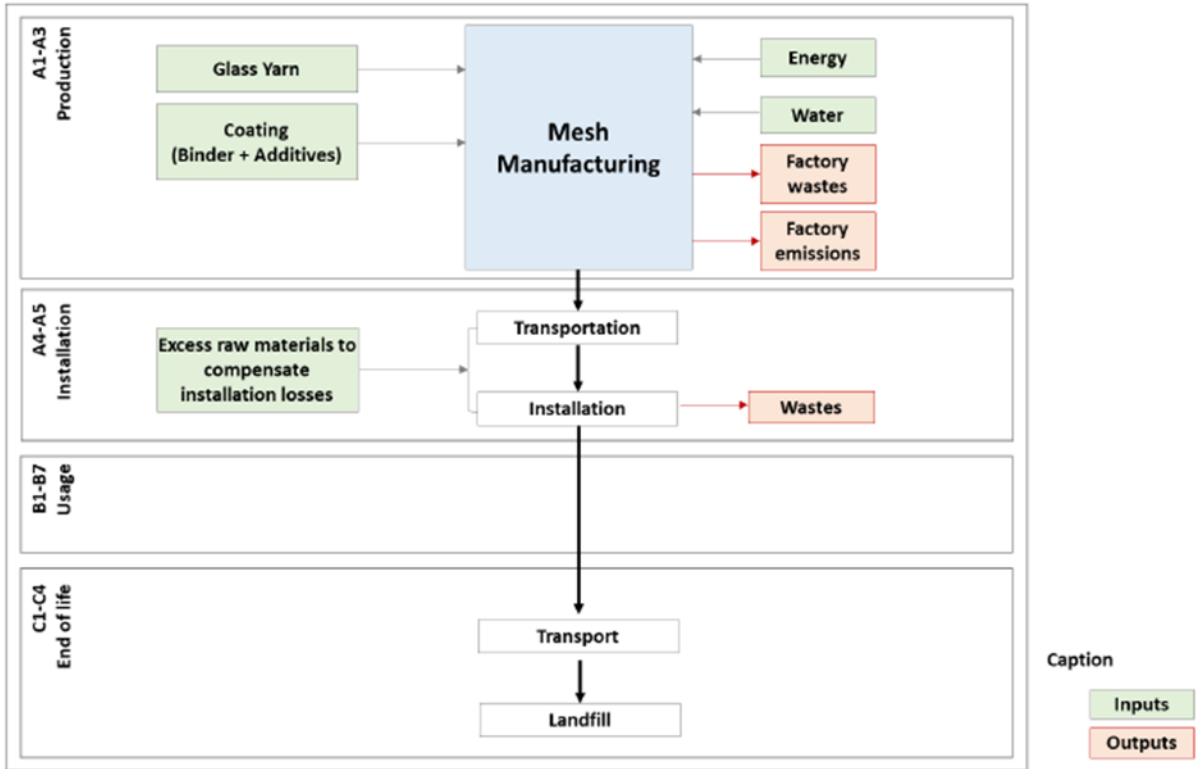 A1-A3
Production
Glass Yarn
Coating
(Binder + Additives)
Mesh
Manufacturing
Energy
Water
Factory
wastes
Factory
emissions
A4-A5
Installation
Excess raw materials to
compensate
installation losses
Transportation
Installation
Wastes
B1-B7
Usage
C1-C4
End of life
Transport
Landfill
Caption
Inputs
Outputs